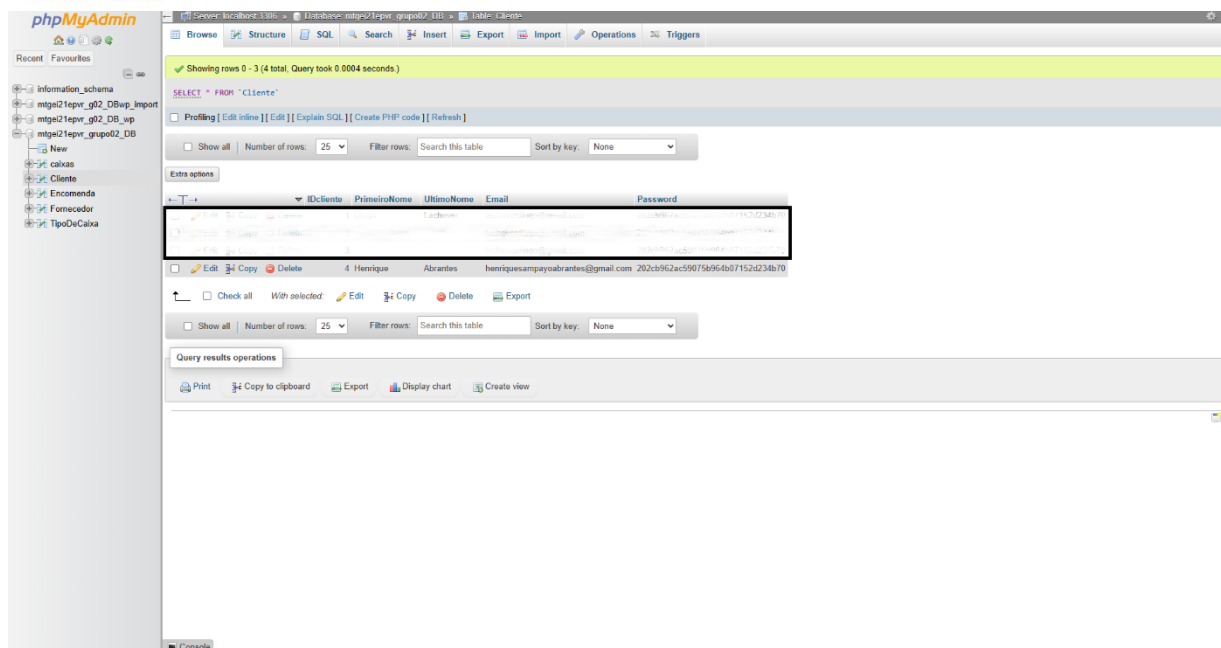 phpMyAdmin
Recent Favourites
information_schema
mtgei21epvr_g02_DBwp_import
mtgei21epvr_g02_DB_wp
mtgei21epvr_grupo02_DB
New
caixas
Cliente
Encomenda
Fornecedor
TipoDeCaixa
Server: localhost:3306 » Database: mtgei21epvr_grupo02_DB » Table: Cliente
Browse Structure SQL Search Insert Export Import Operations Triggers
Showing rows 0 - 3 (4 total, Query took 0.0004 seconds.)
SELECT * FROM `Cliente`
Profiling [ Edit inline ] [ Edit ] [ Explain SQL ] [ Create PHP code ] [ Refresh ]
Show all Number of rows: 25 Filter rows: Search this table Sort by key: None
Extra options
IDcliente PrimeiroNome UltimoNome Email Password
Edit Copy Delete 4 Henrique Abrantes henriquesampayoabrantes@gmail.com 202cb962ac59075b964b07152d234b70
Check all With selected: Edit Copy Delete Export
Show all Number of rows: 25 Filter rows: Search this table Sort by key: None
Query results operations
Print Copy to clipboard Export Display chart Create view
Console